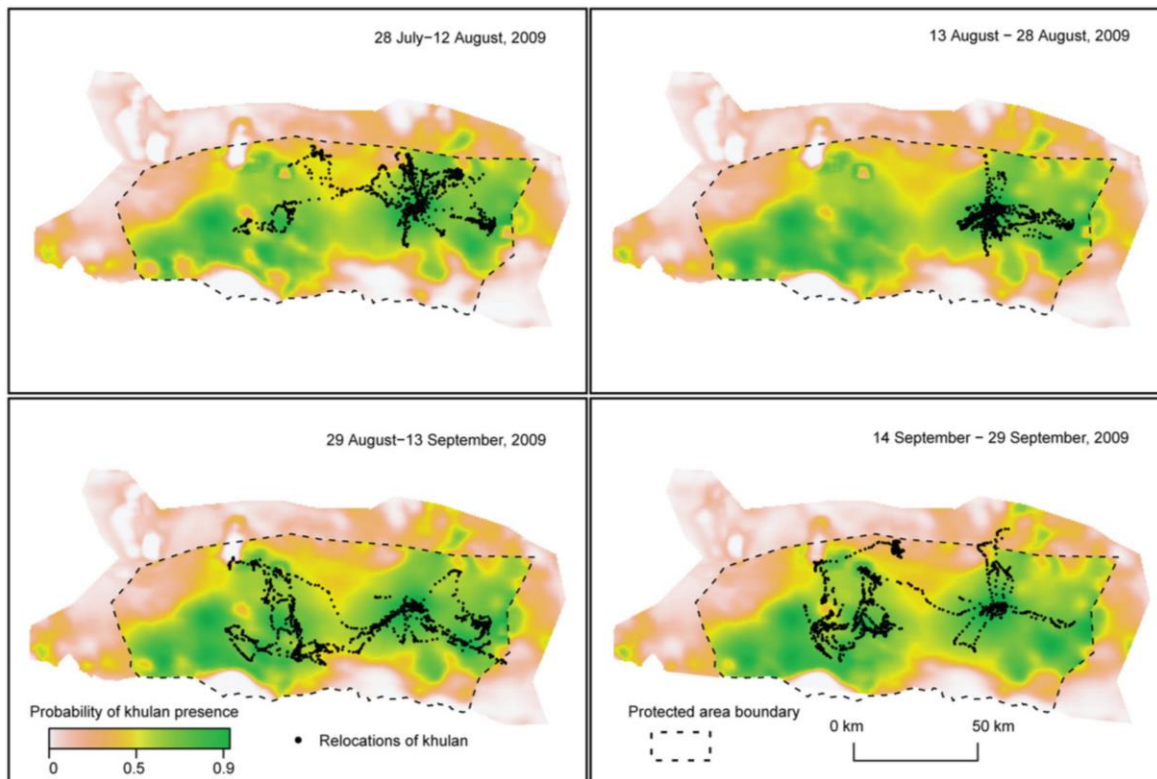 28 July−12 August, 2009
13 August − 28 August, 2009
29 August−13 September, 2009
14 September − 29 September, 2009
Probability of khulan presence
0 0.5 0.9
Relocations of khulan
Protected area boundary
0 km 50 km